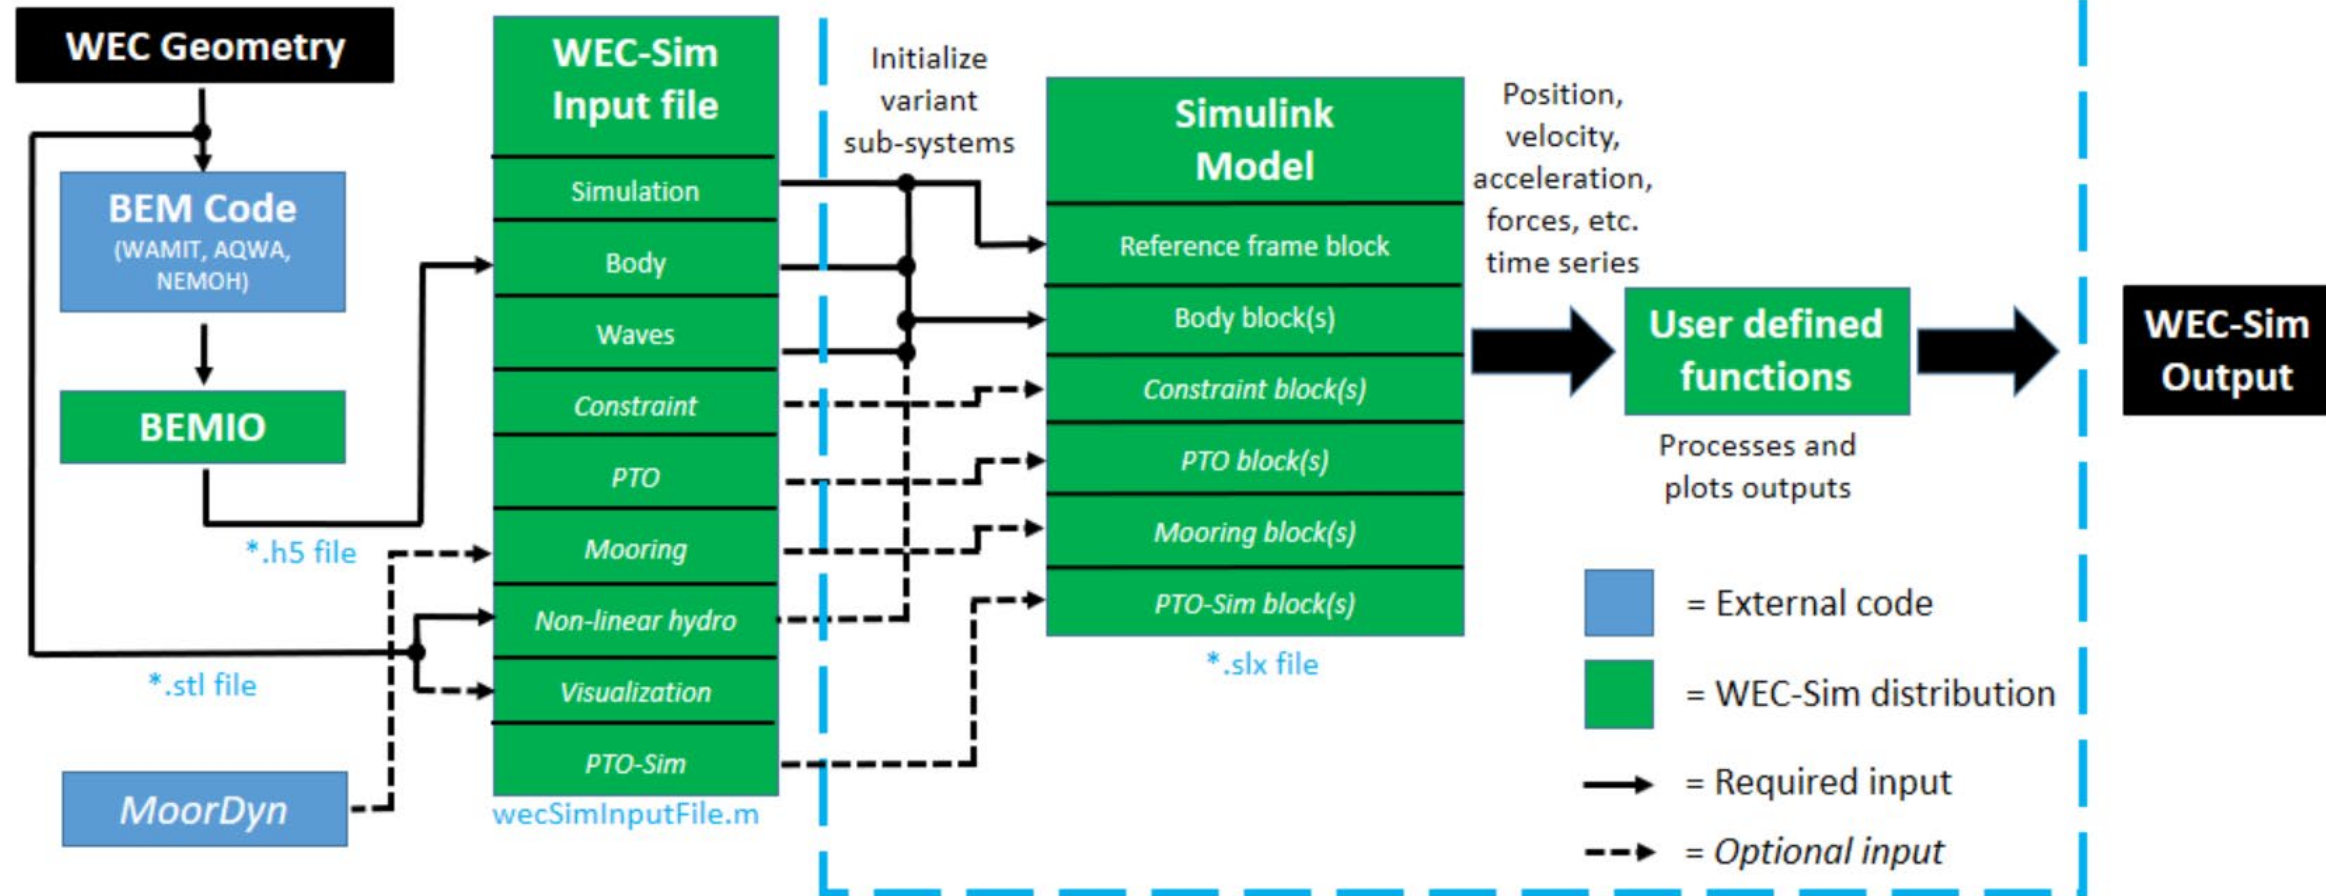 WEC Geometry
BEM Code
(WAMIT, AQWA,
NEMOH)
BEMIO
*.h5 file
*.stl file
MoorDyn
WEC-Sim
Input file
Simulation
Body
Waves
Constraint
PTO
Mooring
Non-linear hydro
Visualization
PTO-Sim
wecSimInputFile.m
Initialize
variant
sub-systems
Simulink
Model
Reference frame block
Body block(s)
Constraint block(s)
PTO block(s)
Mooring block(s)
PTO-Sim block(s)
*.slx file
Position,
velocity,
acceleration,
forces, etc.
time series
User defined
functions
Processes and
plots outputs
WEC-Sim
Output
= External code
= WEC-Sim distribution
= Required input
= Optional input